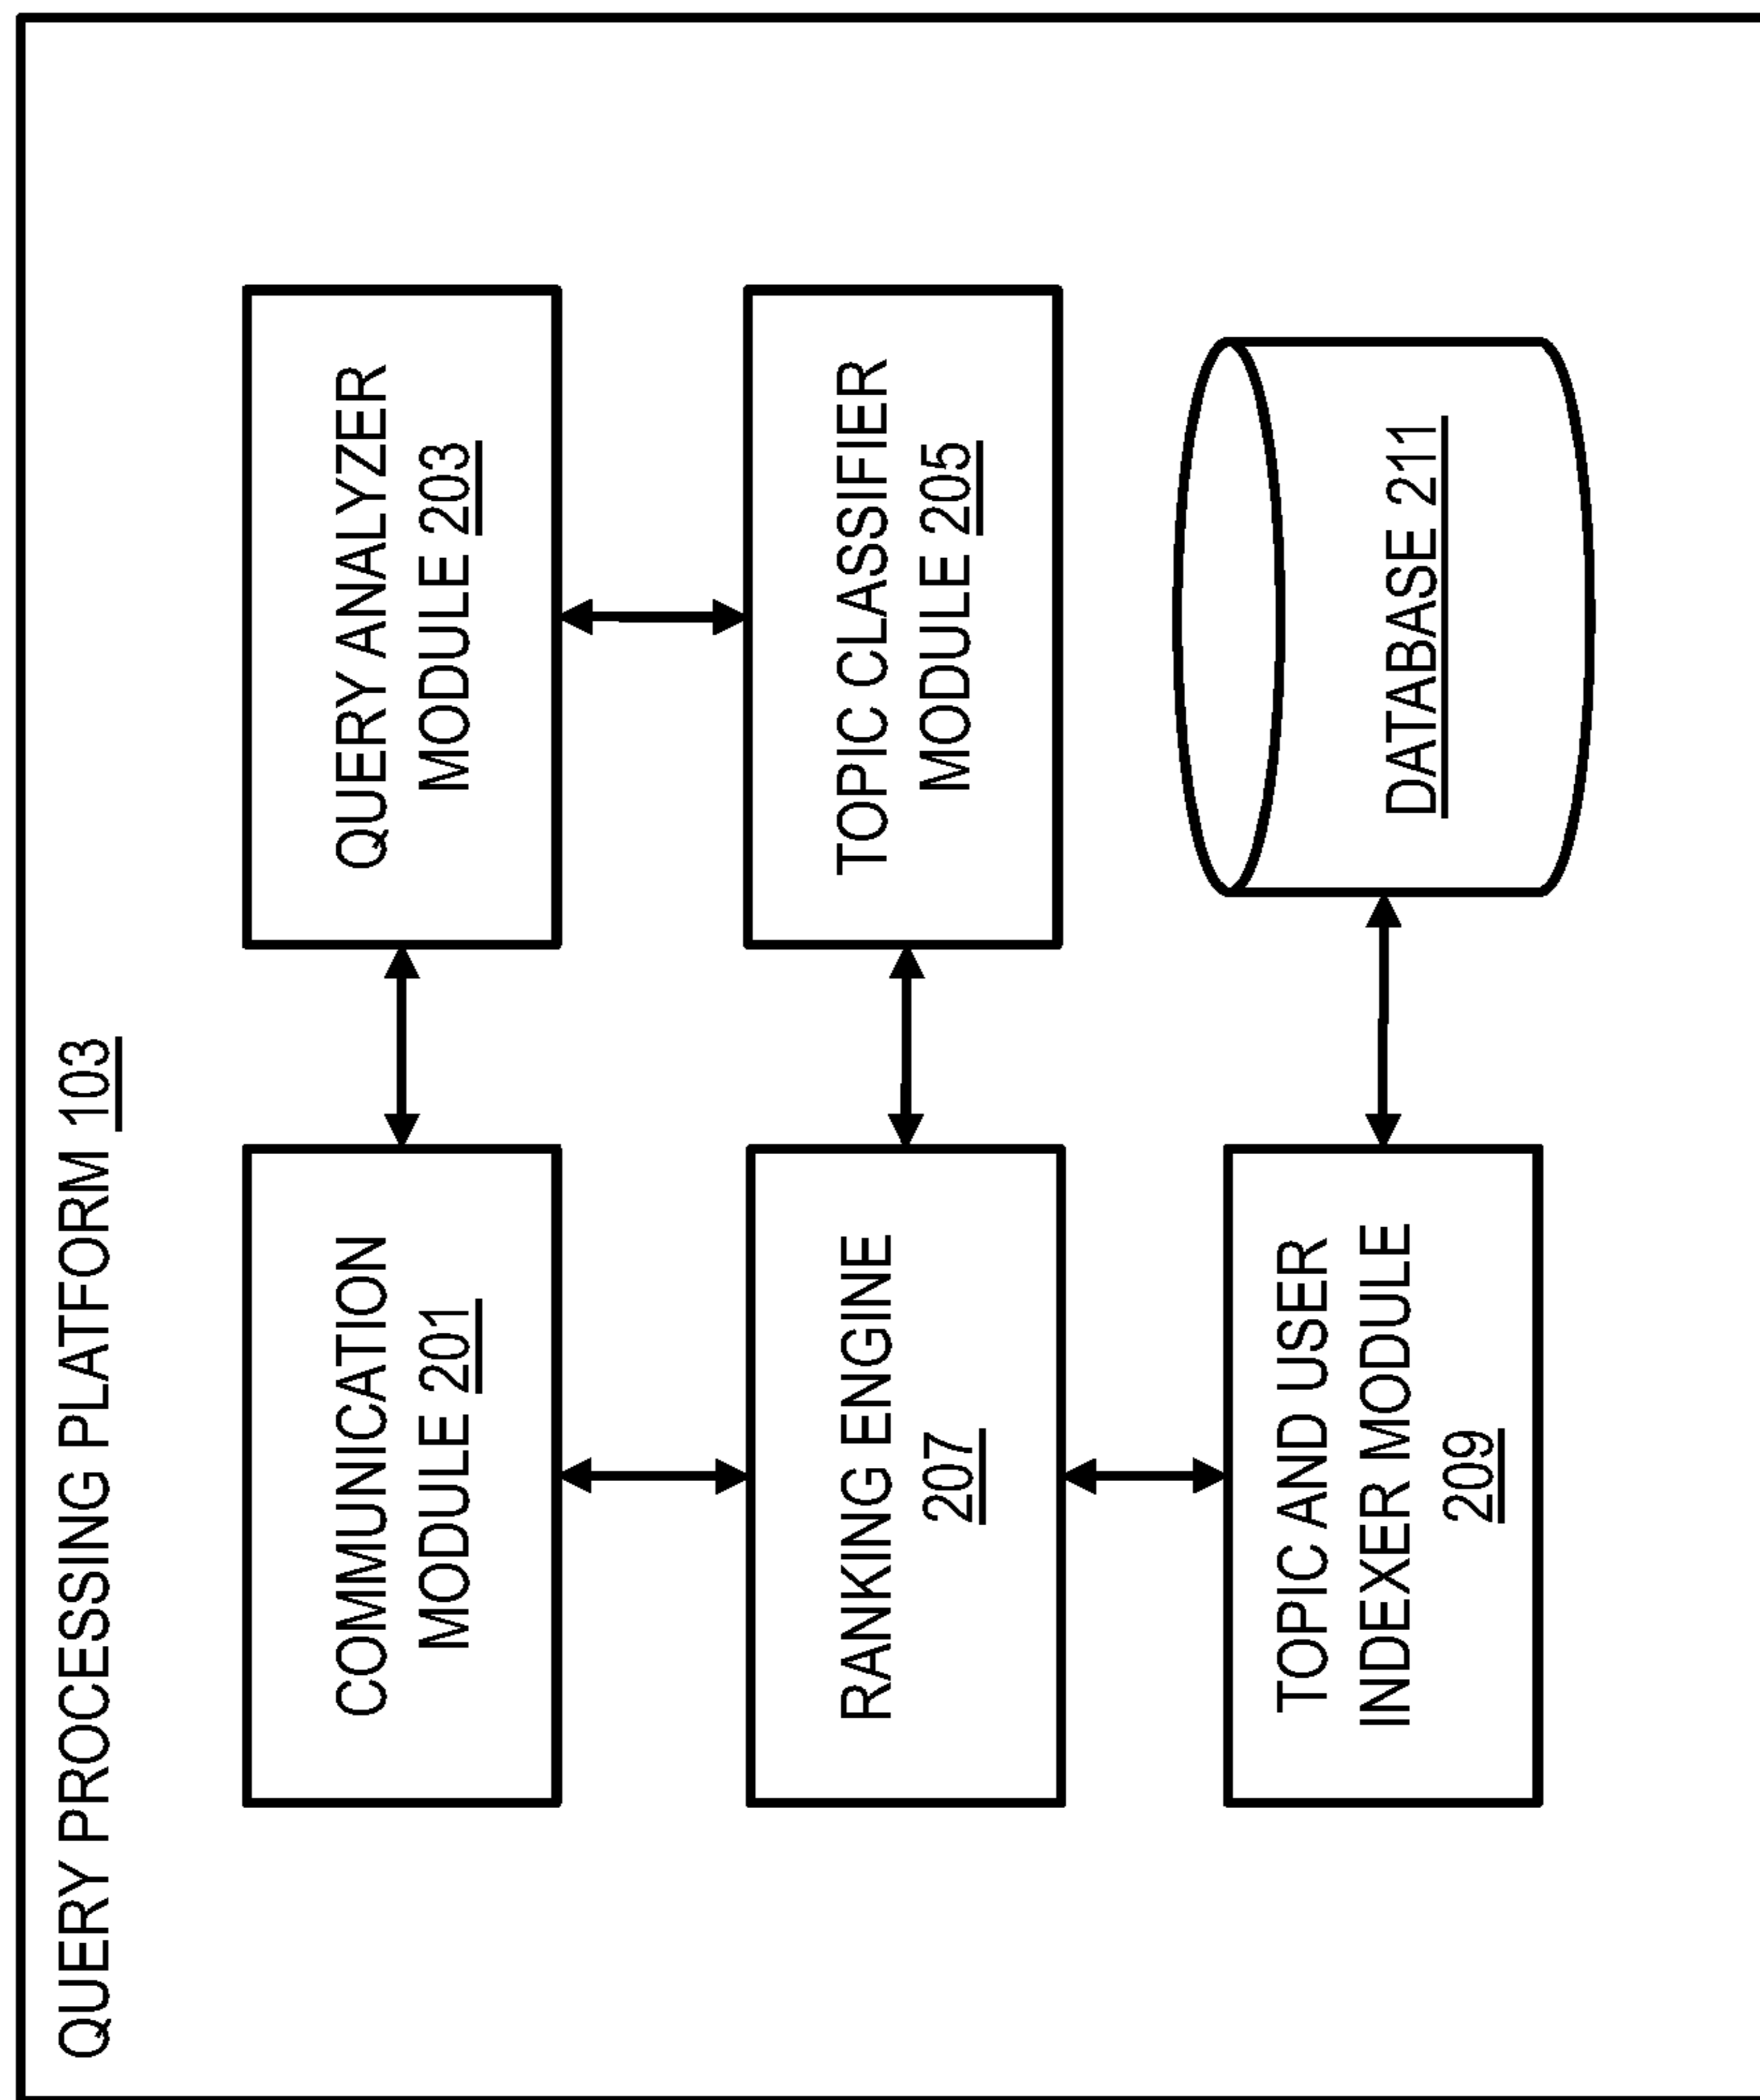 QUERY PROCESSING PLATFORM 103
COMMUNICATION
MODULE 201
QUERY ANALYZER
MODULE 203
RANKING ENGINE
207
TOPIC CLASSIFIER
MODULE 205
TOPIC AND USER
INDEXER MODULE
209
DATABASE 211